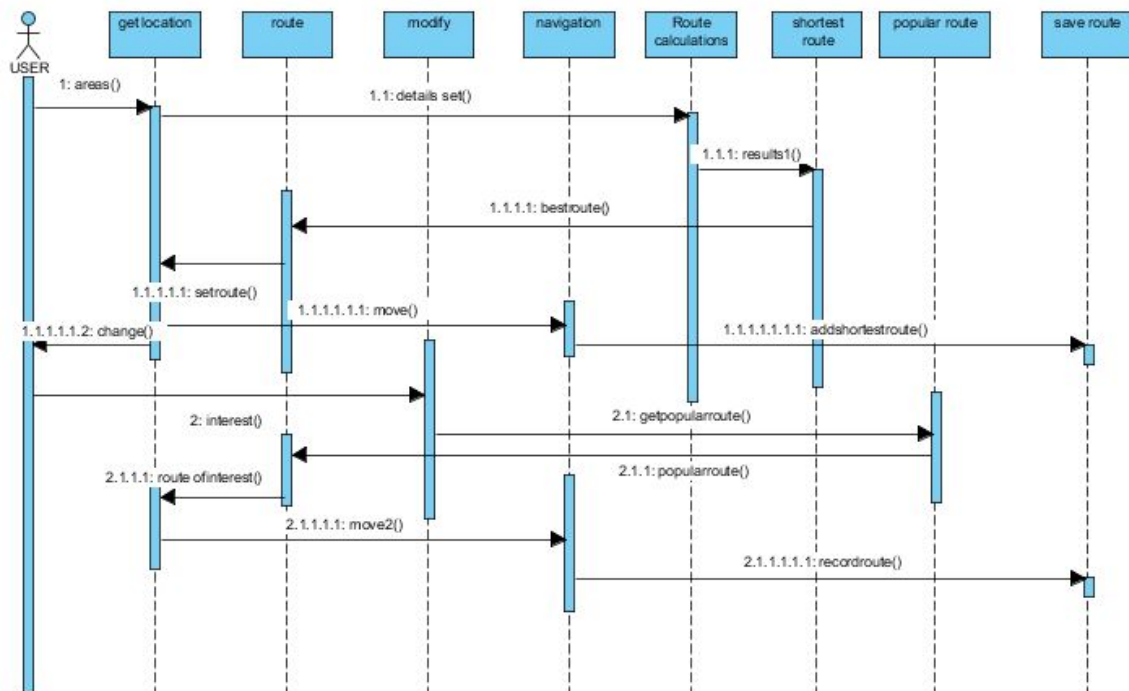 get location
route
modify
navigation
Route
calculations
shortest
route
popular route
save route
USER
1: areas()
1.1: details set()
1.1.1: results1()
1.1.1.1: bestroute()
1.1.1.1.1: setroute()
1.1.1.1.1.1: move()
1.1.1.1.1.2: change()
1.1.1.1.1.1.1: addshortestroute()
2: interest()
2.1: getpopularroute()
2.1.1: popularroute()
2.1.1.1: route ofinterest()
2.1.1.1.1: move2()
2.1.1.1.1.1: recordroute()